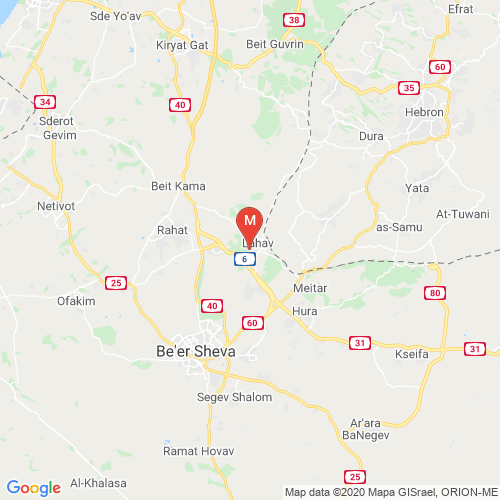 Efrat
Sde Yo'av
38
Kiryat Gat
Beit Guvrin
60
35
34
40
Hebron
Sderot
Gevim
Dura
Beit Kama
Yata
Netivot
At-Tuwani
M
as-Samu
Rahat
Lahav
6
25
Meitar
80
Ofakim
40
Hura
60
31
31
Be'er Sheva
Kseifa
Segev Shalom
Ar'ara
BaNegev
Ramat Hovav
25
Al-Khalasa
Google
Map data ©2020 Mapa GISrael, ORION-ME